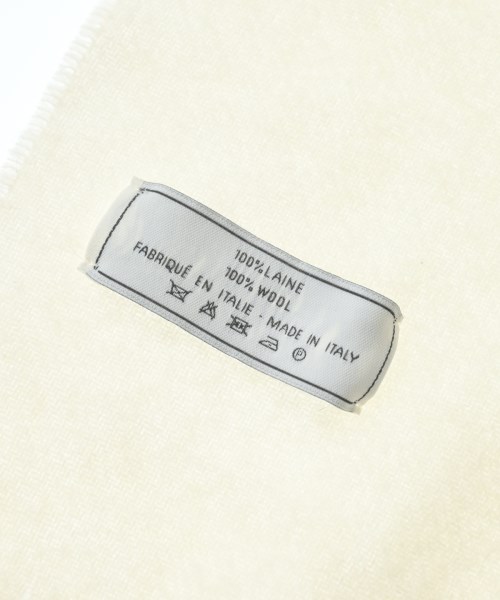 100% LAINE
100% WOOL
FABRIQUÉ EN ITALIE - MADE IN ITALY
P